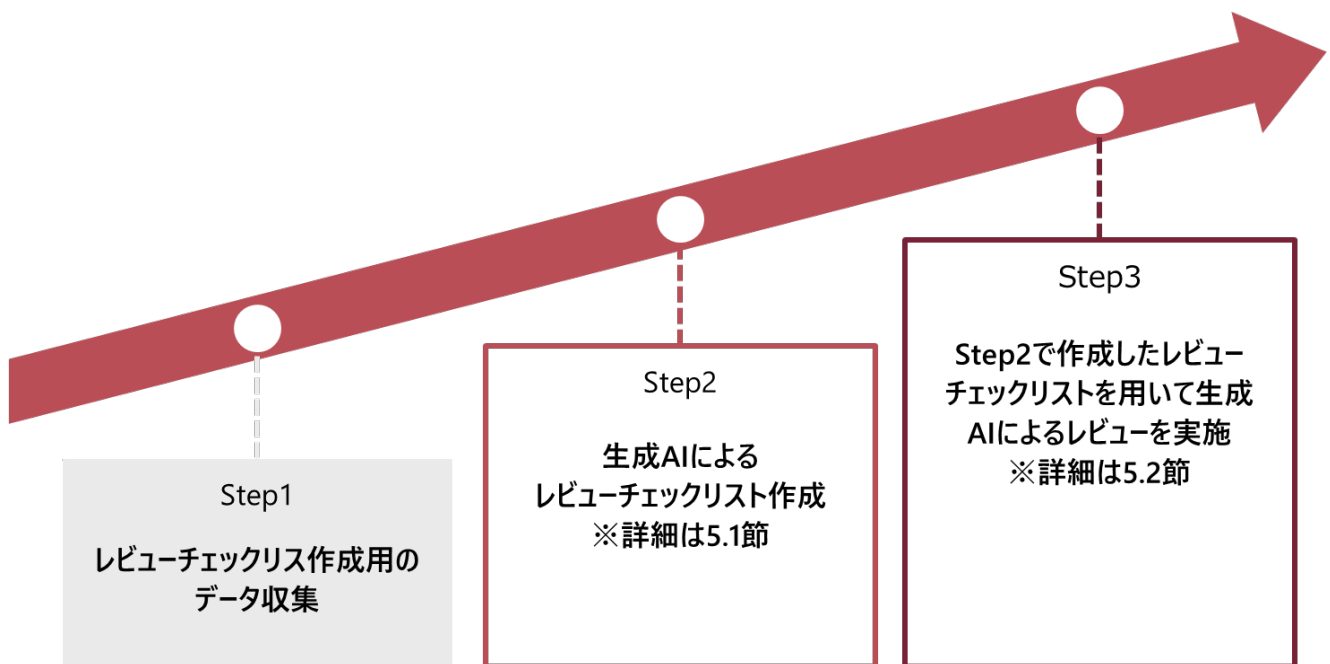 Step1
レビューチェックリス作成用の
データ収集
Step2
生成AIによる
レビューチェックリスト作成
※詳細は5.1節
Step3
Step2で作成したレビュー
チェックリストを用いて生成
AIによるレビューを実施
※詳細は5.2節